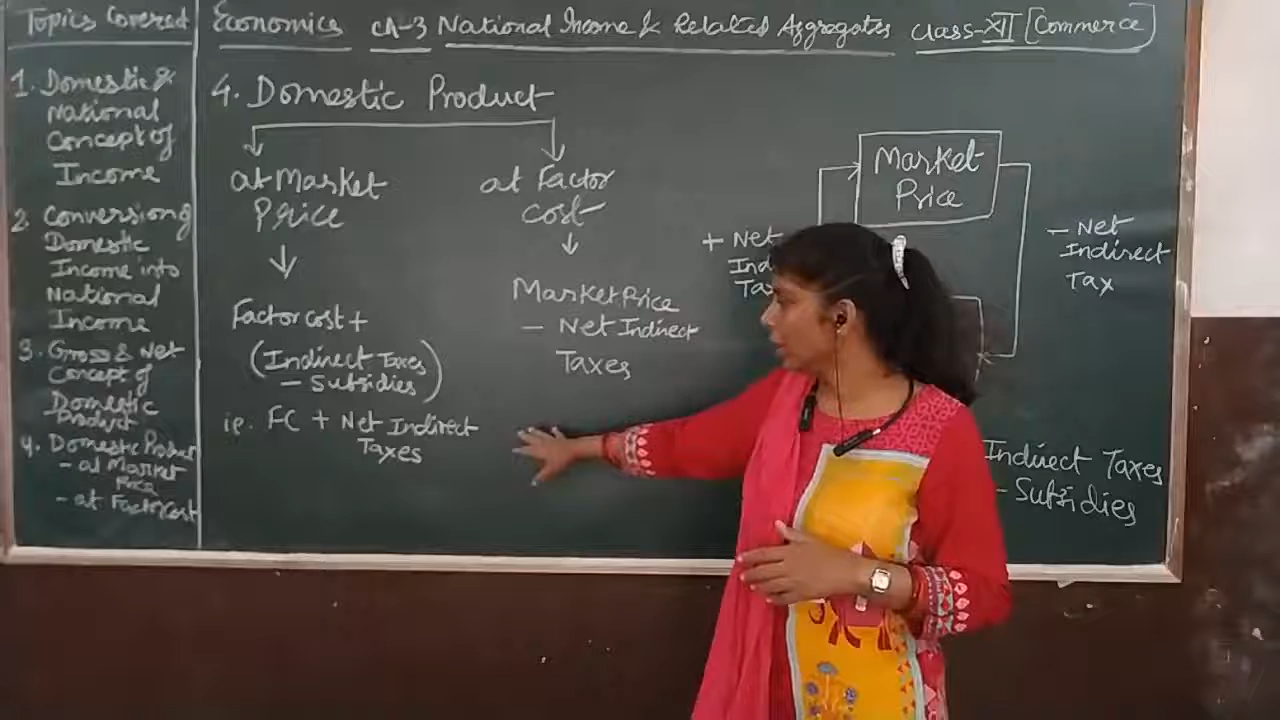 Topics Covered
1. Domestic &
National
Concept of
Income
2. Conversion of
Domestic
Income into
National
Income
3. Gross & Net
Concept of
Domestic
Product
4. Domestic Product
- at Market
Price
- at Factor Cost
Economics Ch-3 National Income & Related Aggregates Class-XII [Commerce]
4. Domestic Product
at Market
Price
Factor cost +
(Indirect Taxes
- Subsidies)
ie. FC + Net Indirect
Taxes
at Factor
Cost
Market Price
- Net Indirect
Taxes
Market
Price
+ Net
- Net
Indirect
Tax
Indirect Taxes
- Subsidies